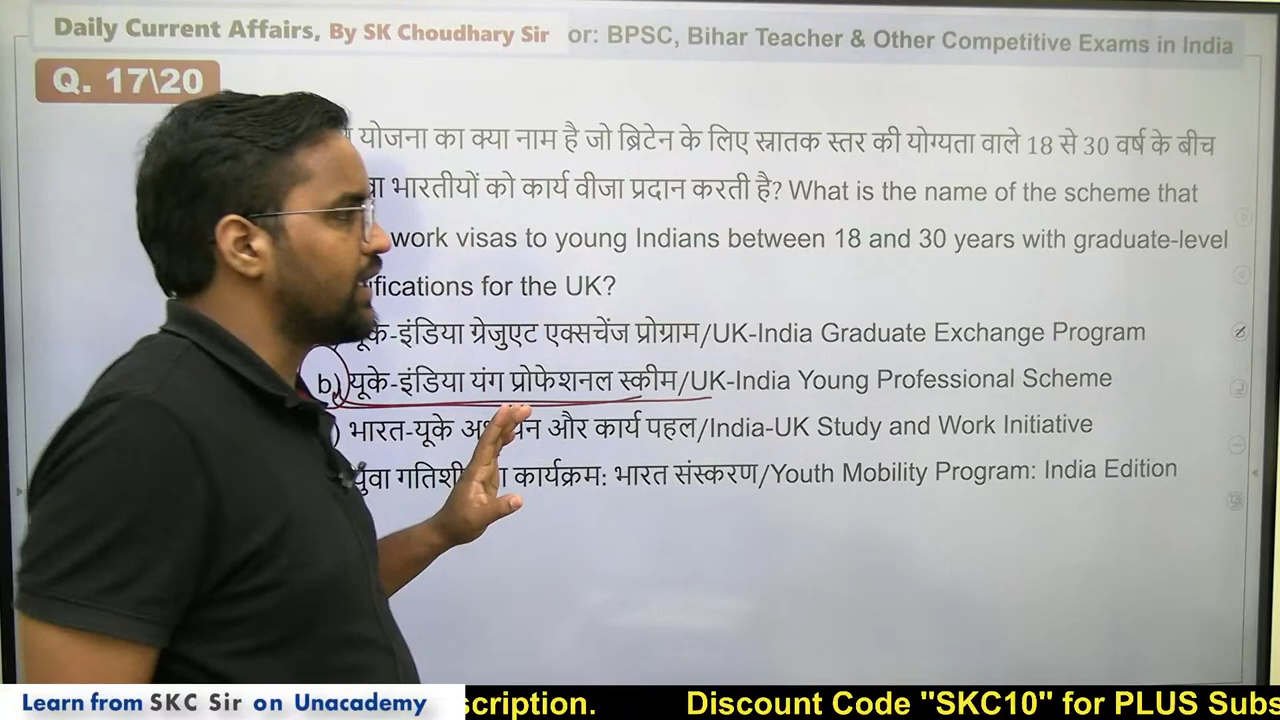 Daily Current Affairs, By SK Choudhary Sir or: BPSC, Bihar Teacher & Other Competitive Exams in India
Q. 17\20
योजना का क्या नाम है जो ब्रिटेन के लिए स्नातक स्तर की योग्यता वाले 18 से 30 वर्ष के बीच
भारतीयों को कार्य वीजा प्रदान करती है? What is the name of the scheme that
work visas to young Indians between 18 and 30 years with graduate-level
fications for the UK?
यूके-इंडिया ग्रेजुएट एक्सचेंज प्रोग्राम/UK-India Graduate Exchange Program
b) यूके-इंडिया यंग प्रोफेशनल स्कीम/UK-India Young Professional Scheme
) भारत-यूके और कार्य पहल/India-UK Study and Work Initiative
युवा कार्यक्रम: भारत संस्करण/Youth Mobility Program: India Edition
Learn from SKC Sir on Unacademy scription. Discount Code "SKC10" for PLUS Subs